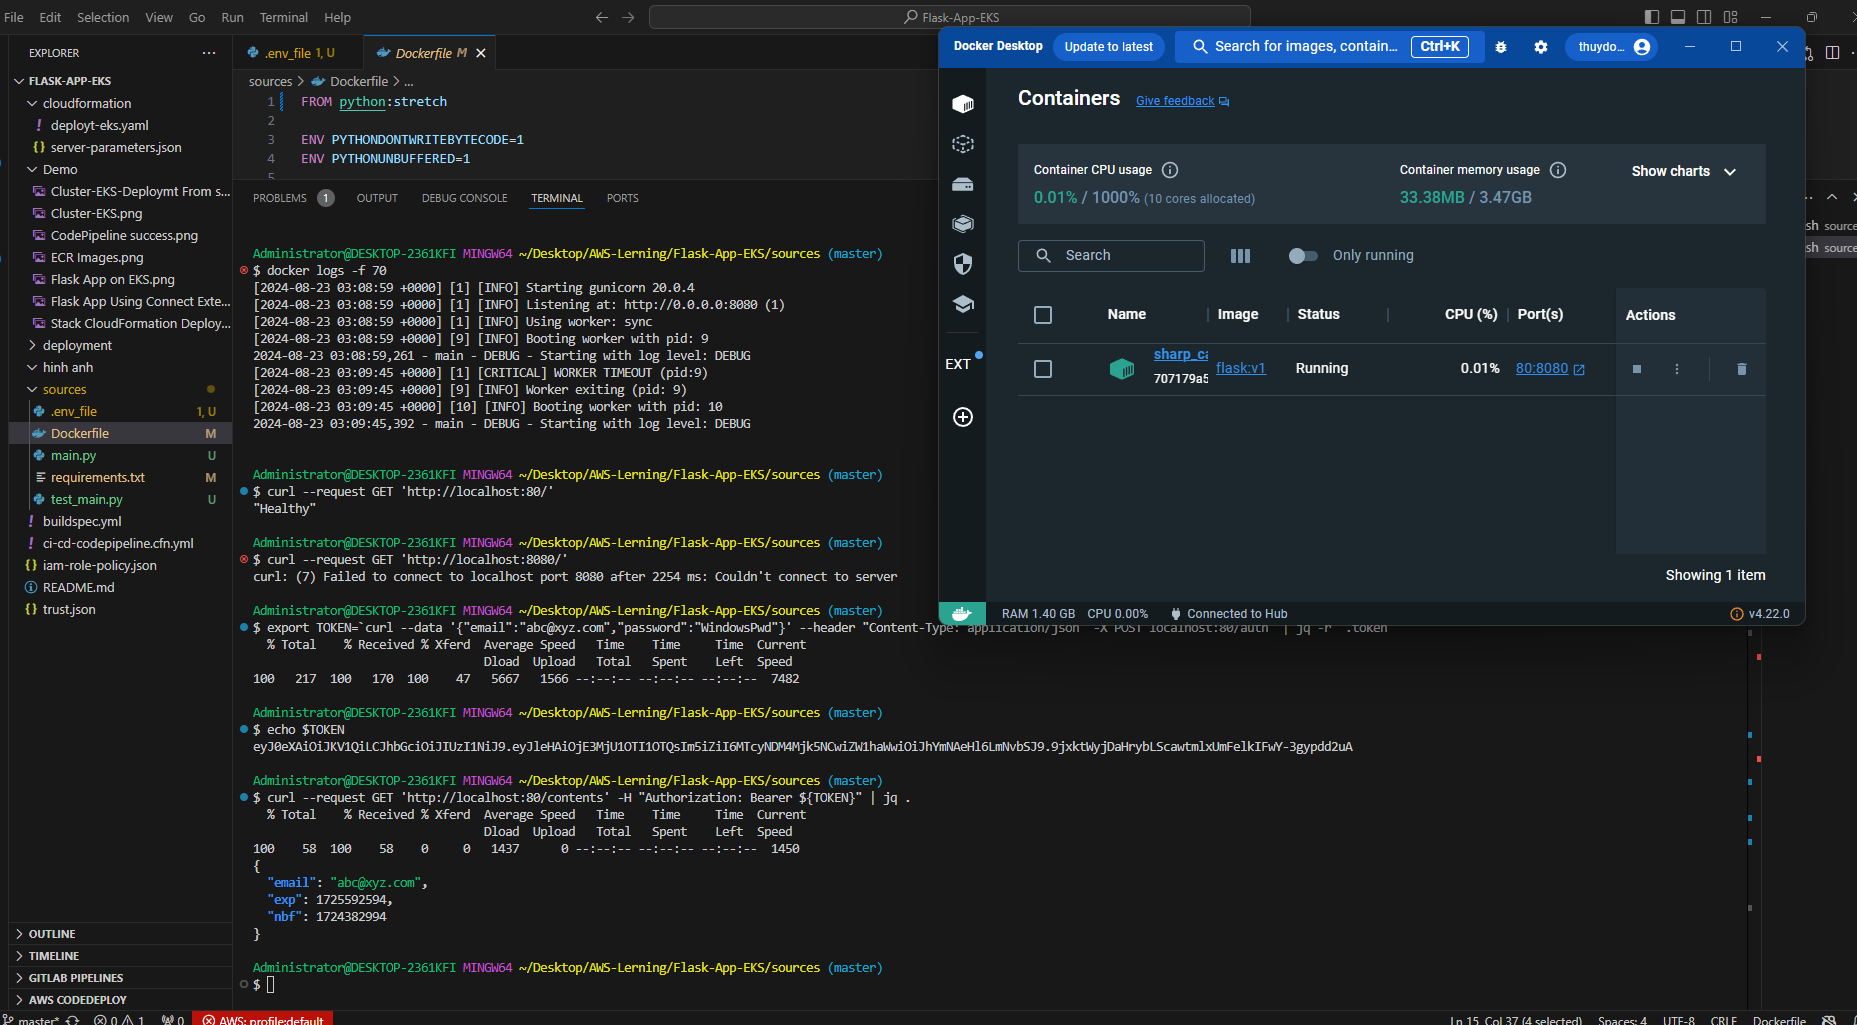 File Edit Selection View Go Run Terminal Help
Flask-App-EKS
EXPLORER
FLASK-APP-EKS
cloudformation
deployt-eks.yaml
server-parameters.json
Demo
Cluster-EKS-Deploymt From s...
Cluster-EKS.png
CodePipeline success.png
ECR Images.png
Flask App on EKS.png
Flask App Using Connect Exte...
Stack CloudFormation Deploy...
deployment
hinh anh
sources
.env_file 1, U
Dockerfile M
main.py U
requirements.txt M
test_main.py U
buildspec.yml
ci-cd-codepipeline.cfn.yml
iam-role-policy.json
README.md
trust.json
OUTLINE
TIMELINE
GITLAB PIPELINES
AWS CODEDEPLOY
.env_file 1, U
Dockerfile M
sources > Dockerfile > ...
1 FROM python:stretch
2
3 ENV PYTHONDONTWRITEBYTECODE=1
4 ENV PYTHONUNBUFFERED=1
5
PROBLEMS 1 OUTPUT DEBUG CONSOLE TERMINAL PORTS
Administrator@DESKTOP-2361KFI MINGW64 ~/Desktop/AWS-Lerning/Flask-App-EKS/sources (master)
$ docker logs -f 70
[2024-08-23 03:08:59 +0000] [1] [INFO] Starting gunicorn 20.0.4
[2024-08-23 03:08:59 +0000] [1] [INFO] Listening at: http://0.0.0.0:8080 (1)
[2024-08-23 03:08:59 +0000] [1] [INFO] Using worker: sync
[2024-08-23 03:08:59 +0000] [9] [INFO] Booting worker with pid: 9
2024-08-23 03:08:59,261 - main - DEBUG - Starting with log level: DEBUG
[2024-08-23 03:09:45 +0000] [1] [CRITICAL] WORKER TIMEOUT (pid:9)
[2024-08-23 03:09:45 +0000] [9] [INFO] Worker exiting (pid: 9)
[2024-08-23 03:09:45 +0000] [10] [INFO] Booting worker with pid: 10
2024-08-23 03:09:45,392 - main - DEBUG - Starting with log level: DEBUG
Administrator@DESKTOP-2361KFI MINGW64 ~/Desktop/AWS-Lerning/Flask-App-EKS/sources (master)
$ curl --request GET 'http://localhost:80/'
"Healthy"
Administrator@DESKTOP-2361KFI MINGW64 ~/Desktop/AWS-Lerning/Flask-App-EKS/sources (master)
$ curl --request GET 'http://localhost:8080/'
curl: (7) Failed to connect to localhost port 8080 after 2254 ms: Couldn't connect to server
Administrator@DESKTOP-2361KFI MINGW64 ~/Desktop/AWS-Lerning/Flask-App-EKS/sources (master)
$ export TOKEN=`curl --data '{"email":"abc@xyz.com","password":"WindowsPwd"}' --header "Content-Type: application/json" -X POST localhost:80/auth | jq -r '.token
% Total % Received % Xferd Average Speed Time Time Time Current
Dload Upload Total Spent Left Speed
100 217 100 170 100 47 5667 1566 --:--:-- --:--:-- --:--:-- 7482
Administrator@DESKTOP-2361KFI MINGW64 ~/Desktop/AWS-Lerning/Flask-App-EKS/sources (master)
$ echo $TOKEN
eyJ0eXAiOiJKV1QiLCJhbGciOiJIUzI1NiJ9.eyJleHAiOjE3MjU1OTI1OTQsIm5iZiI6MTcyNDM4Mjk5NCwiZW1haWwiOiJhYmNAeHl6LmNvbSJ9.9jxktWyjDaHrybLScawtmlxUmFelkIFwY-3gypdd2uA
Administrator@DESKTOP-2361KFI MINGW64 ~/Desktop/AWS-Lerning/Flask-App-EKS/sources (master)
$ curl --request GET 'http://localhost:80/contents' -H "Authorization: Bearer ${TOKEN}" | jq .
% Total % Received % Xferd Average Speed Time Time Time Current
Dload Upload Total Spent Left Speed
100 58 100 58 0 0 1437 0 --:--:-- --:--:-- --:--:-- 1450
{
"email": "abc@xyz.com",
"exp": 1725592594,
"nbf": 1724382994
}
Administrator@DESKTOP-2361KFI MINGW64 ~/Desktop/AWS-Lerning/Flask-App-EKS/sources (master)
$
Docker Desktop Update to latest Search for images, contain... Ctrl+K thuydo...
Containers Give feedback
Container CPU usage
0.01% / 1000% (10 cores allocated)
Container memory usage
33.38MB / 3.47GB
Show charts
Search
Only running
Name Image Status CPU (%) Port(s) Actions
sharp_ca
707179a5
flask:v1 Running 0.01% 80:8080
EXT
Showing 1 item
RAM 1.40 GB CPU 0.00% Connected to Hub v4.22.0
sh source
sh source
master* 0 1 0 AWS: profile:default
Ln 15, Col 37 (4 selected) Spaces: 4 UTF-8 CRLF Dockerfile